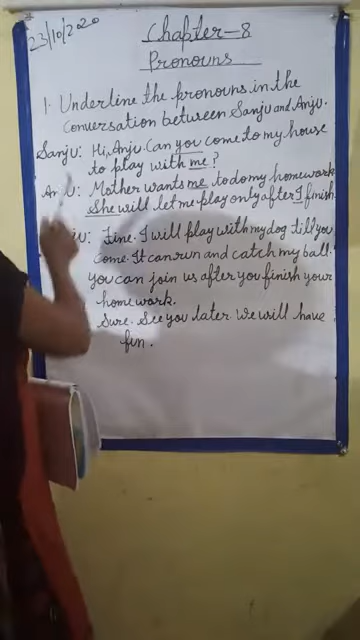 23/10/2020
Chapter-8
Pronouns
1. Underline the pronouns in the
conversation between Sanju and Anju.
Sanju: Hi, Anju. Can you come to my house
to play with me?
Anju: Mother wants me to do my homework
She will let me play only after I finish.
Fine. I will play with my dog till you
come. It can run and catch my ball.
you can join us after you finish your
home work.
Sure. See you later. We will have
fun.